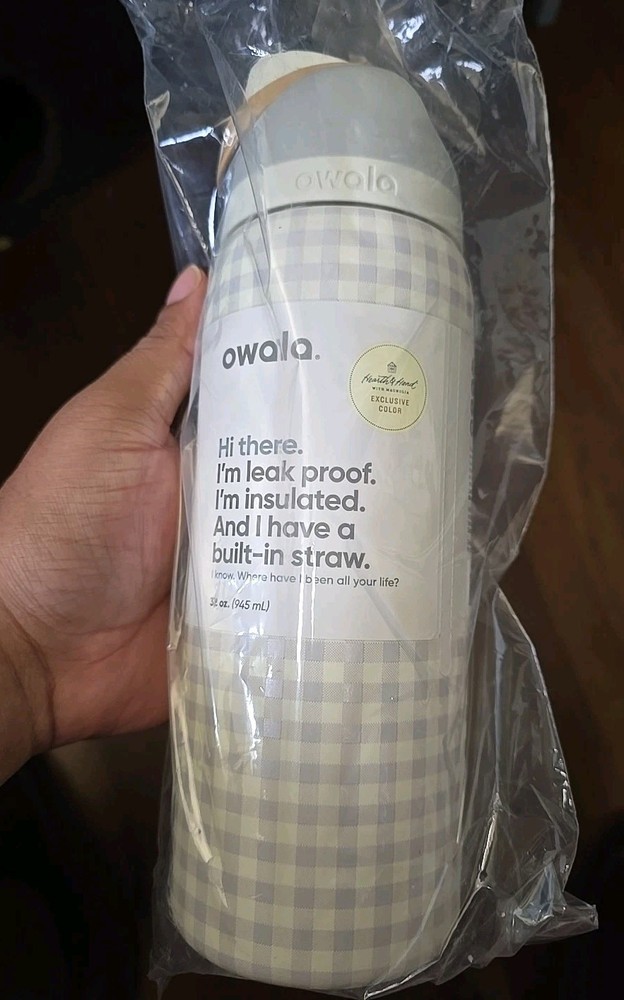 owala
owala.
Hearth & Hand
WITH MAGNOLIA
EXCLUSIVE
COLOR
Hi there.
I'm leak proof.
I'm insulated.
And I have a
built-in straw.
I know. Where have I been all your life?
32 oz. (945 mL)